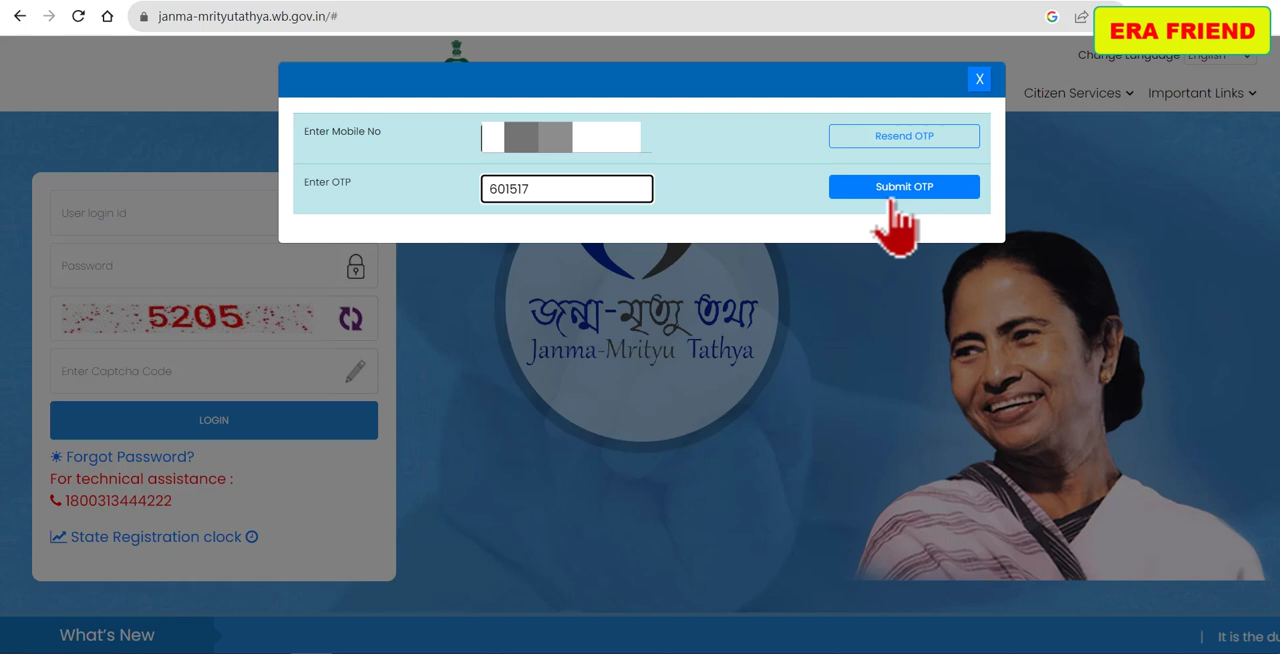 janma-mrityutathya.wb.gov.in/#
ERA FRIEND
Change Language English
Citizen Services Important Links
X
Enter Mobile No
Resend OTP
Enter OTP
601517
Submit OTP
User login Id
Password
5205
Enter Captcha Code
LOGIN
Forgot Password?
For technical assistance :
1800313444222
State Registration clock
জন্ম-মৃত্যু তথ্য
Janma-Mrityu Tathya
What's New
| It is the du